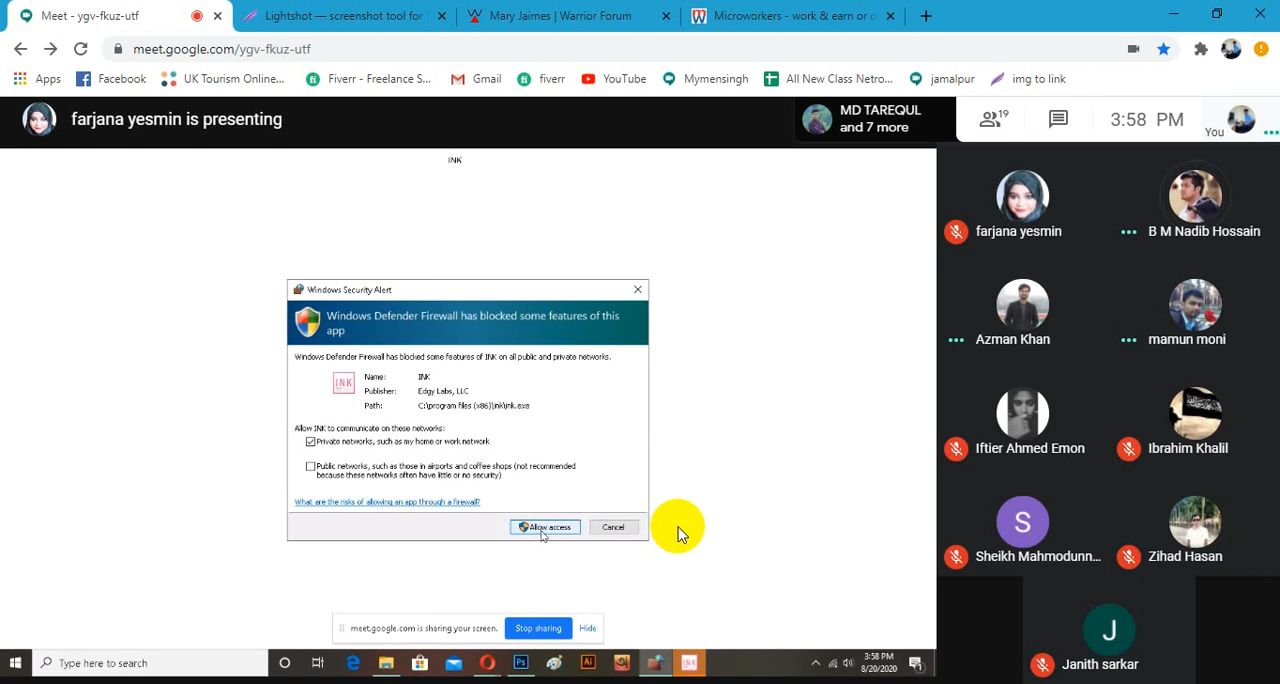 Meet - ygv-fkuz-utf
Lightshot — screenshot tool for
Mary Jaimes | Warrior Forum
Microworkers - work & earn or o
meet.google.com/ygv-fkuz-utf
Apps
Facebook
UK Tourism Online...
Fiverr - Freelance S...
Gmail
fiverr
YouTube
Mymensingh
All New Class Netro...
jamalpur
img to link
farjana yesmin is presenting
MD TAREQUL
and 7 more
19
3:58 PM
You
INK
Windows Security Alert
Windows Defender Firewall has blocked some features of this
app
Windows Defender Firewall has blocked some features of INK on all public and private networks.
INK
Name: INK
Publisher: Edgy Labs, LLC
Path: C:\program files (x86)\ink\ink.exe
Allow INK to communicate on these networks:
Private networks, such as my home or work network
Public networks, such as those in airports and coffee shops (not recommended
because these networks often have little or no security)
What are the risks of allowing an app through a firewall?
Allow access
Cancel
meet.google.com is sharing your screen.
Stop sharing
Hide
Type here to search
Ps
Ai
INK
3:58 PM
8/20/2020
farjana yesmin
B M Nadib Hossain
Azman Khan
mamun moni
Iftier Ahmed Emon
Ibrahim Khalil
S
Sheikh Mahmodunn...
Zihad Hasan
J
Janith sarkar